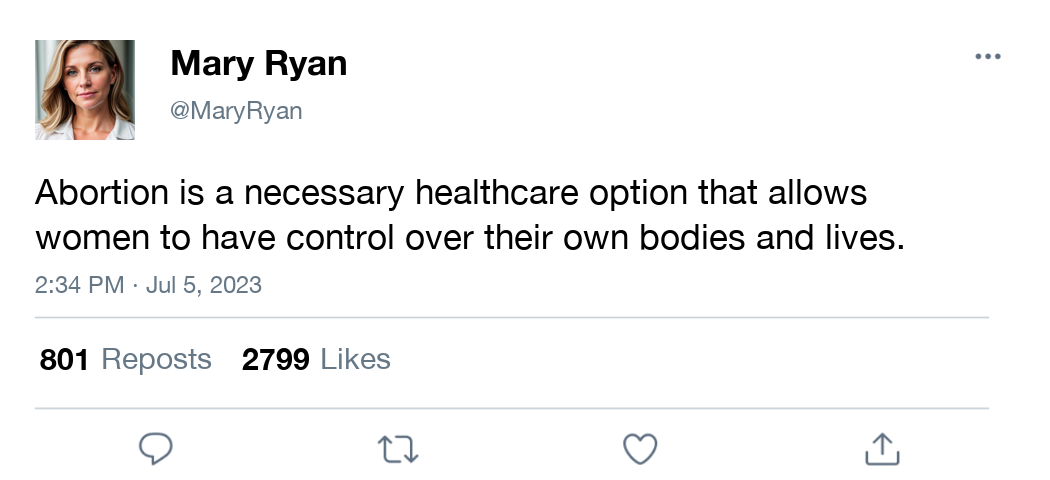 Mary Ryan
@MaryRyan
Abortion is a necessary healthcare option that allows
women to have control over their own bodies and lives.
2:34 PM · Jul 5, 2023
801 Reposts 2799 Likes